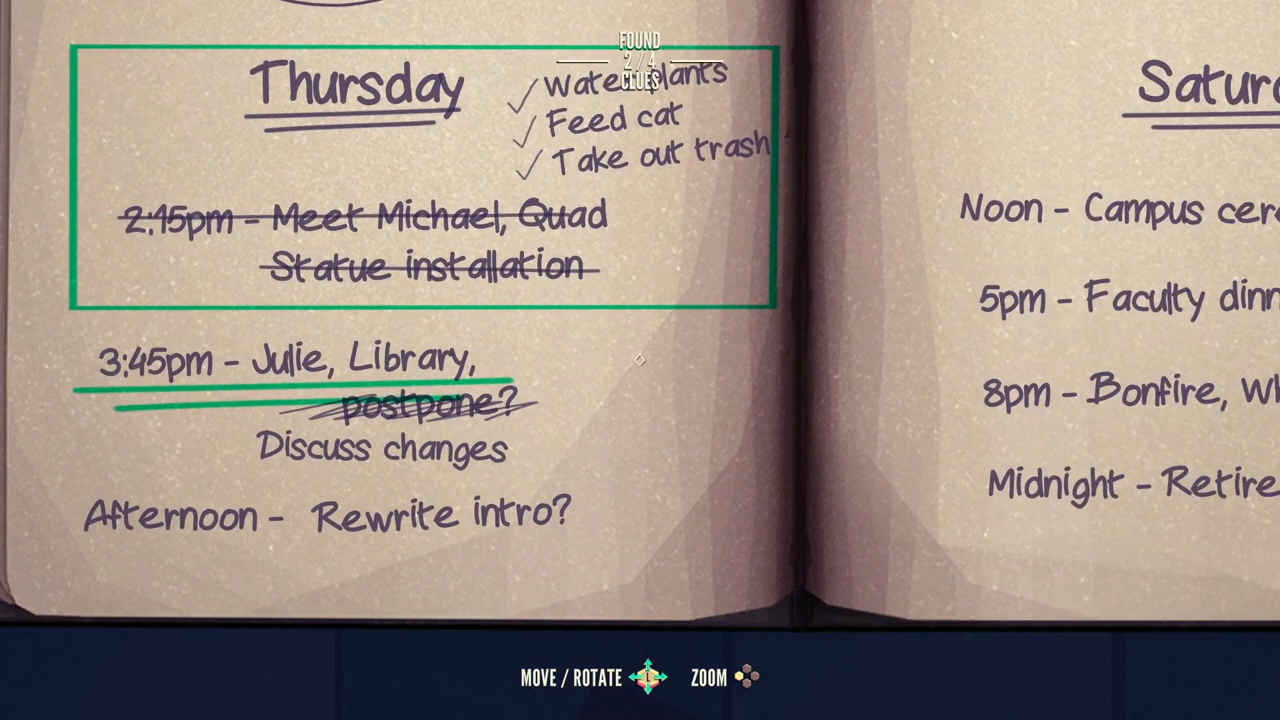 FOUND
2 / 4
CLUES
Thursday
Water plants
Feed cat
Take out trash
2:15pm - Meet Michael, Quad
Statue installation
3:45pm - Julie, Library,
postpone?
Discuss changes
Afternoon - Rewrite intro?
Satur
Noon - Campus cer
5pm - Faculty dinn
8pm - Bonfire, Wh
Midnight - Retire
MOVE / ROTATE L ZOOM